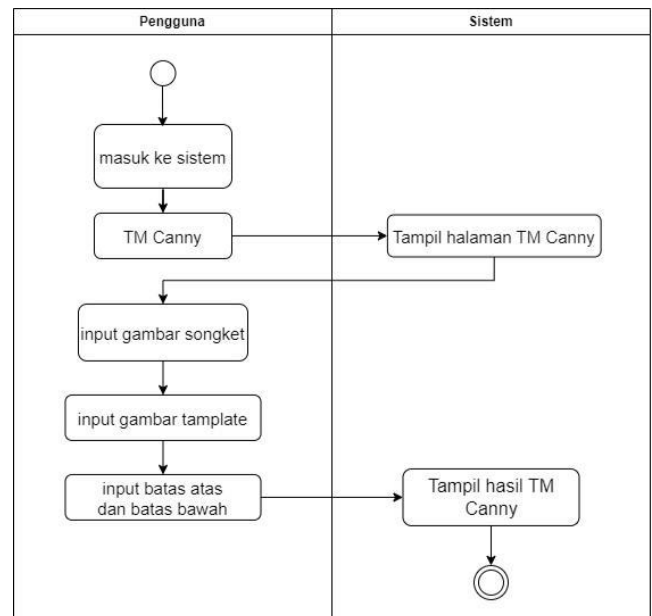 Pengguna
Sistem
masuk ke sistem
TM Canny
Tampil halaman TM Canny
input gambar songket
input gambar tamplate
input batas atas
dan batas bawah
Tampil hasil TM
Canny